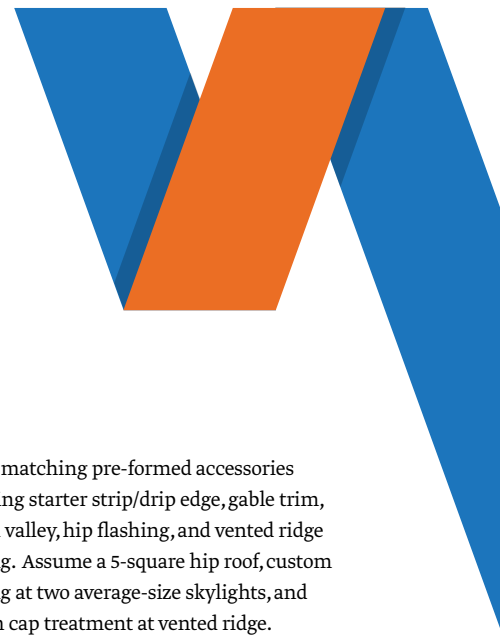 matching pre-formed accessories
ing starter strip/drip edge, gable trim,
valley, hip flashing, and vented ridge
g. Assume a 5-square hip roof, custom
g at two average-size skylights, and
cap treatment at vented ridge.